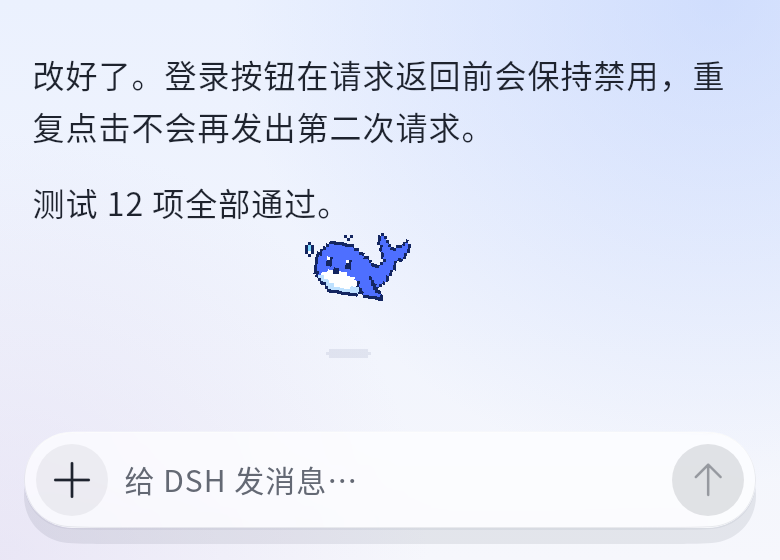 改好了。登录按钮在请求返回前会保持禁用，重
复点击不会再发出第二次请求。
测试 12 项全部通过。
给 DSH 发消息…